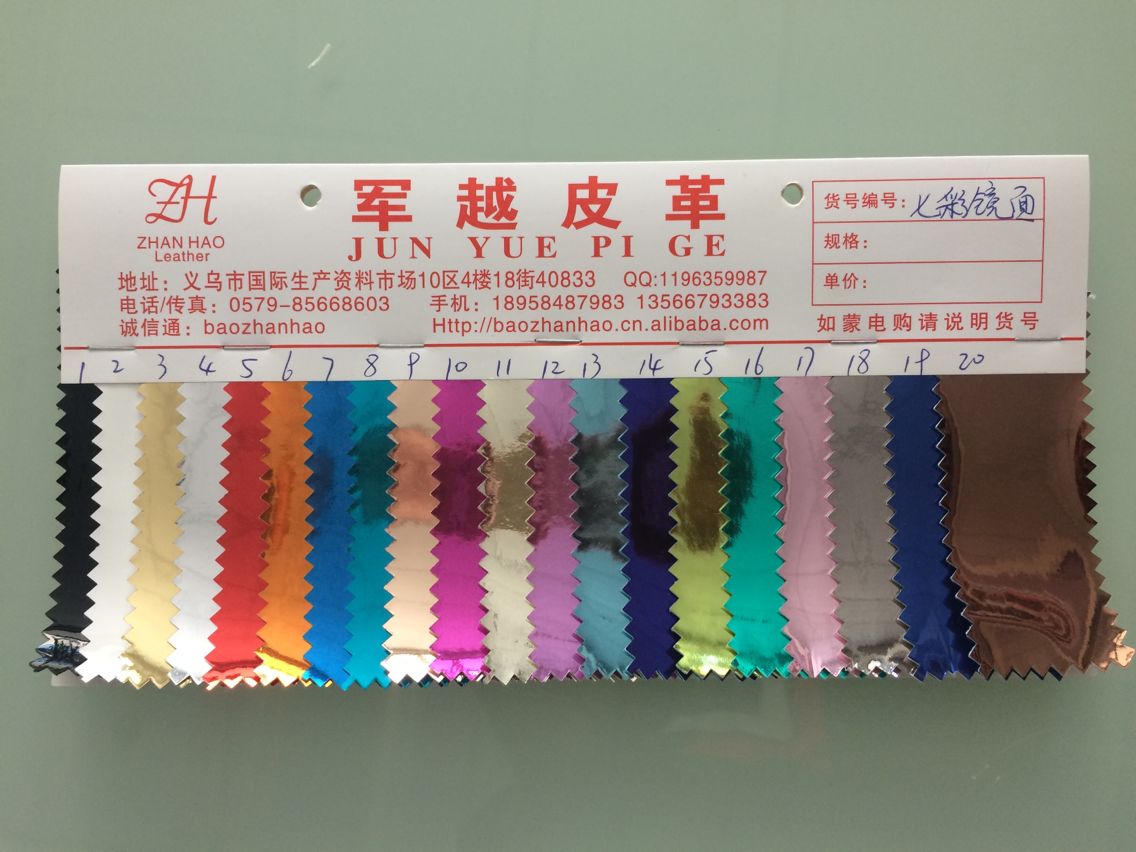 ZH
ZHAN HAO
Leather
军越皮革
JUN YUE PI GE
地址：义乌市国际生产资料市场10区4楼18街40833 QQ:1196359987
电话/传真：0579-85668603 手机：18958487983 13566793383
诚信通：baozhanhao Http://baozhanhao.cn.alibaba.com
货号编号：七彩镜面
规格：
单价：
如蒙电购请说明货号
1 2 3 4 5 6 7 8 9 10 11 12 13 14 15 16 17 18 19 20